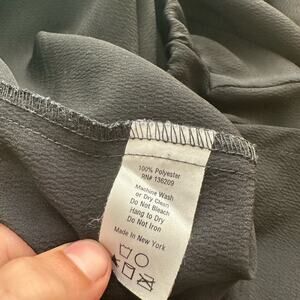 100% Polyester
RN# 136209
Machine Wash
or Dry Clean
Do Not Bleach
Hang to Dry
Do Not Iron
Made In New York